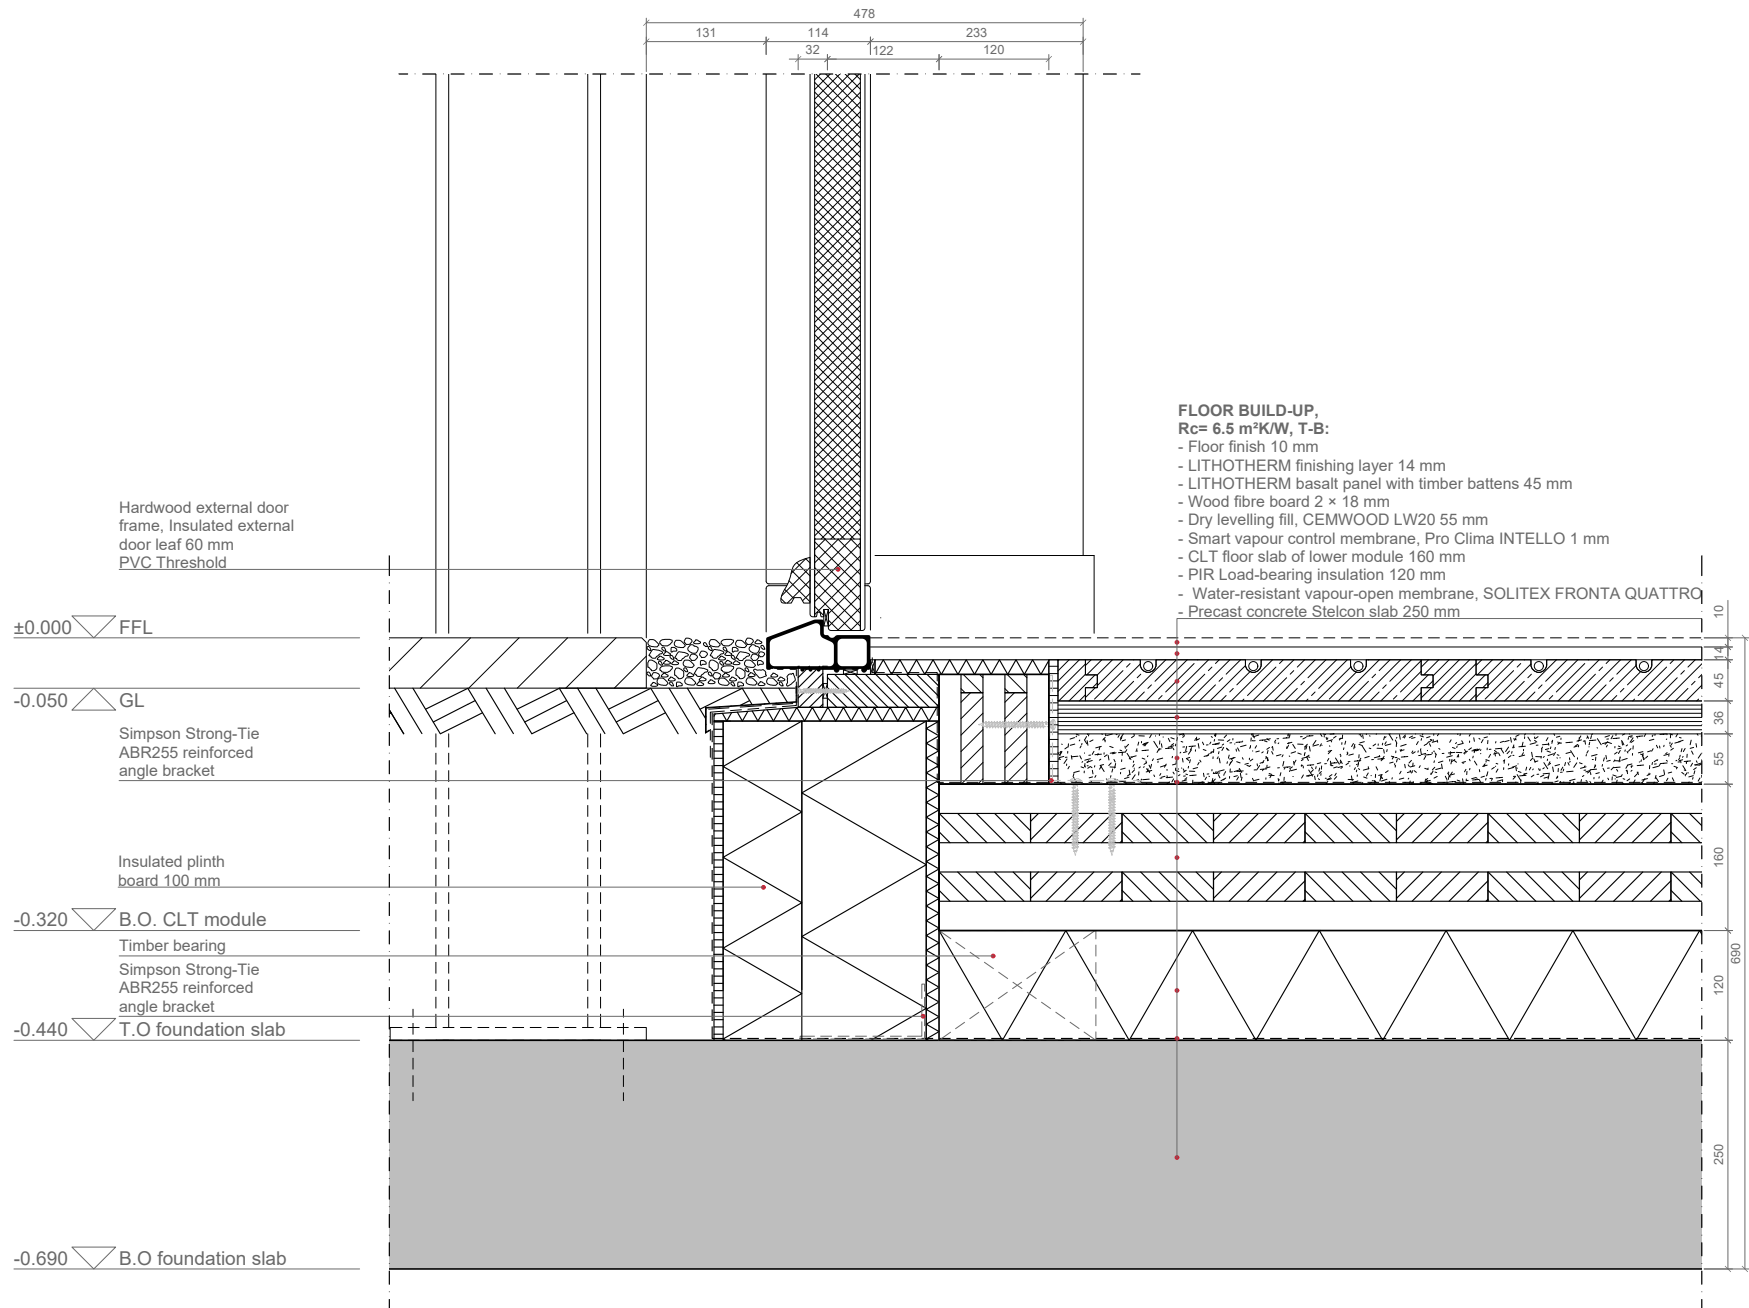 478
131
114
233
32
122
120
FLOOR BUILD-UP,
Rc= 6.5 m²K/W, T-B:
- Floor finish 10 mm
- LITHOTHERM finishing layer 14 mm
- LITHOTHERM basalt panel with timber battens 45 mm
- Wood fibre board 2 × 18 mm
- Dry levelling fill, CEMWOOD LW20 55 mm
- Smart vapour control membrane, Pro Clima INTELLO 1 mm
- CLT floor slab of lower module 160 mm
- PIR Load-bearing insulation 120 mm
- Water-resistant vapour-open membrane, SOLITEX FRONTA QUATTRO
- Precast concrete Stelcon slab 250 mm
Hardwood external door
frame, Insulated external
door leaf 60 mm
PVC Threshold
±0.000 FFL
-0.050 GL
Simpson Strong-Tie
ABR255 reinforced
angle bracket
Insulated plinth
board 100 mm
-0.320 B.O. CLT module
Timber bearing
Simpson Strong-Tie
ABR255 reinforced
angle bracket
-0.440 T.O foundation slab
-0.690 B.O foundation slab
10
14
45
36
55
160
120
250
690